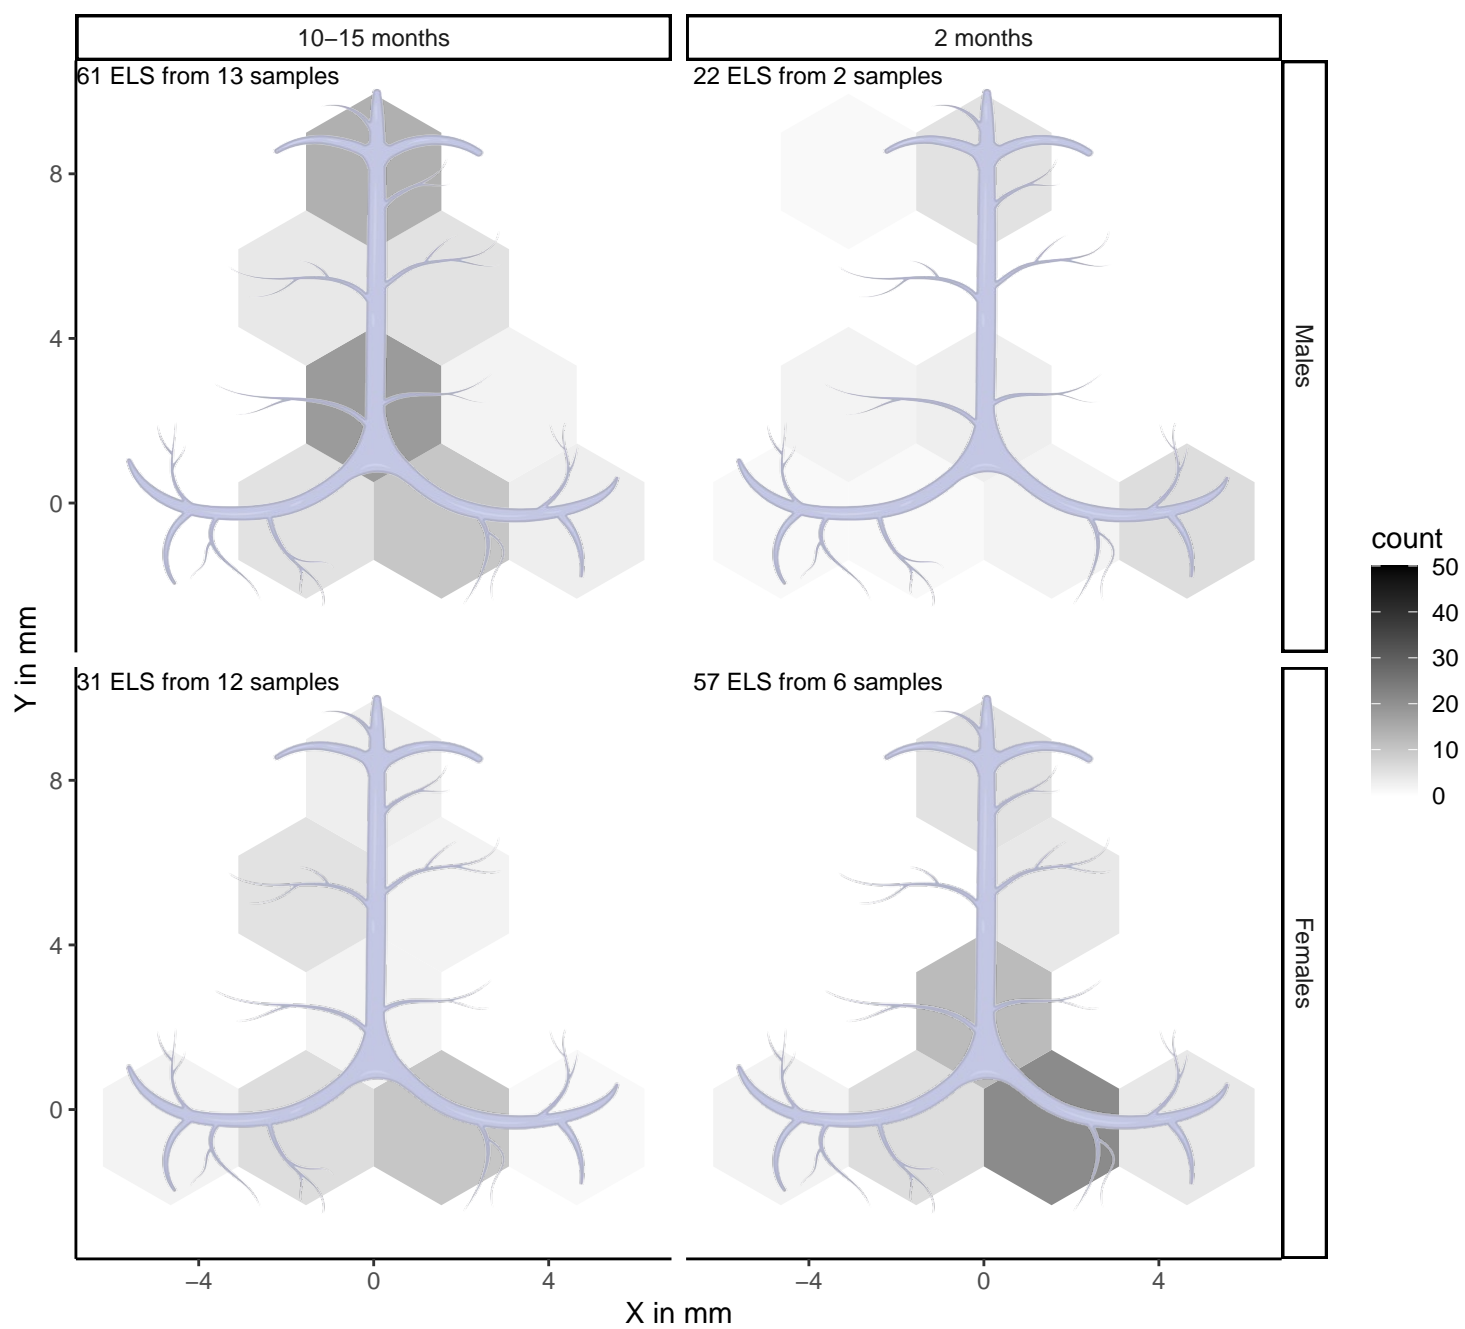 10–15 months
2 months
61 ELS from 13 samples
22 ELS from 2 samples
8
4
0
Males
31 ELS from 12 samples
57 ELS from 6 samples
8
4
0
Females
−4
0
4
−4
0
4
X in mm
Y in mm
count
50
40
30
20
10
0